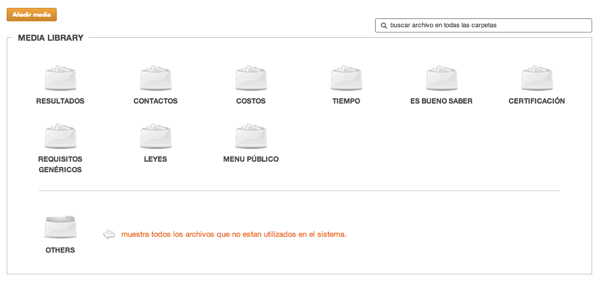 Añadir media
buscar archivo en todas las carpetas
MEDIA LIBRARY
RESULTADOS
CONTACTOS
COSTOS
TIEMPO
ES BUENO SABER
CERTIFICACIÓN
REQUISITOS
GENÉRICOS
LEYES
MENU PÚBLICO
OTHERS
muestra todos los archivos que no estan utilizados en el sistema.